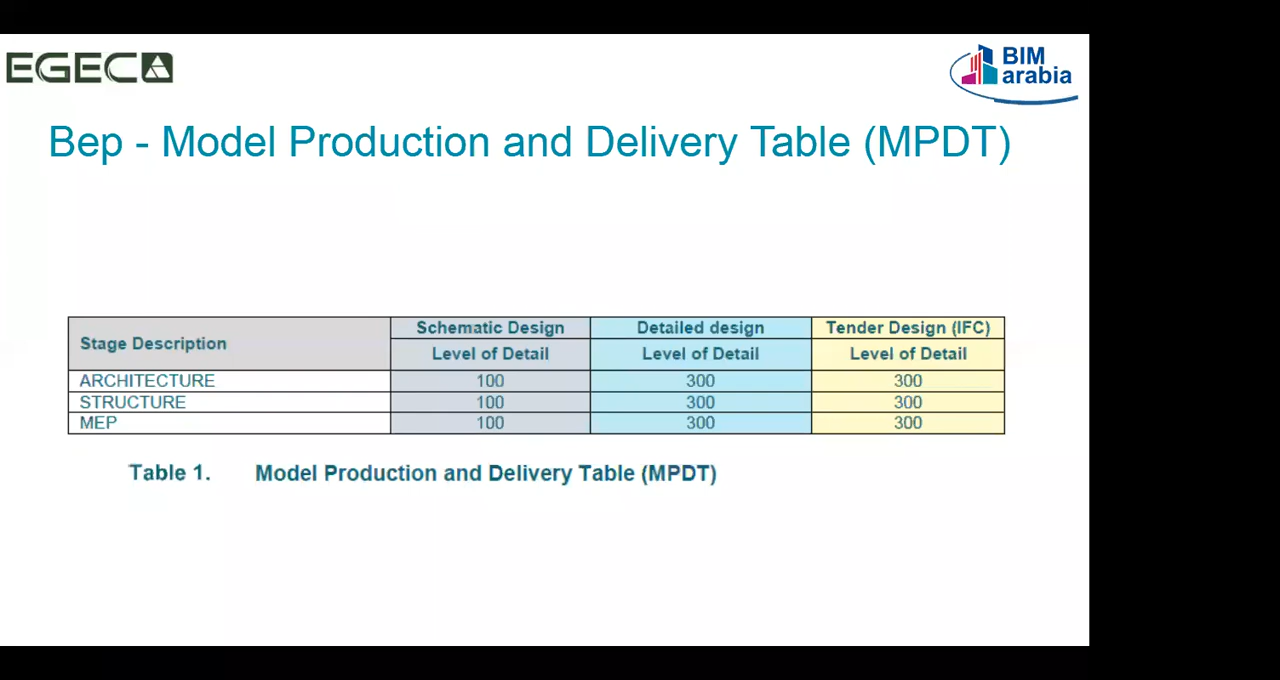 EGEC
BIM
arabia
Bep - Model Production and Delivery Table (MPDT)
Stage Description Schematic Design Detailed design Tender Design (IFC)
Level of Detail Level of Detail Level of Detail
ARCHITECTURE 100 300 300
STRUCTURE 100 300 300
MEP 100 300 300
Table 1. Model Production and Delivery Table (MPDT)